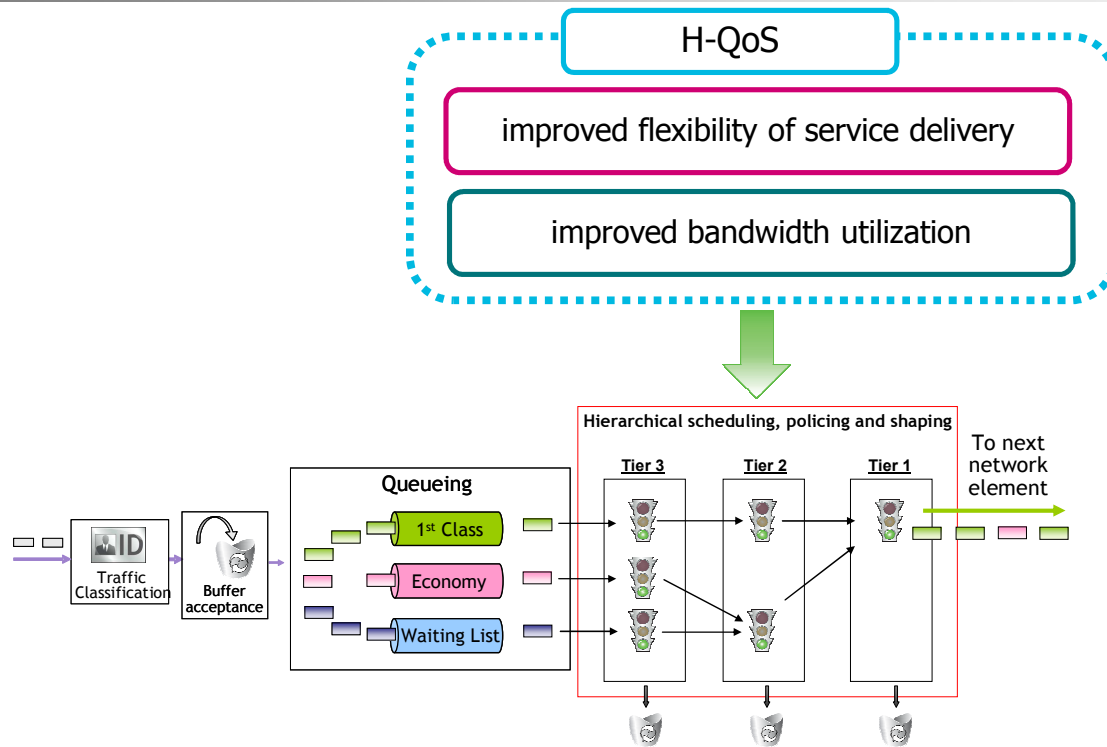 H-QoS
improved flexibility of service delivery
improved bandwidth utilization
Hierarchical scheduling, policing and shaping
Tier 3
Tier 2
Tier 1
To next
network
element
Queueing
1st Class
Economy
Waiting List
ID
Traffic
Classification
Buffer
acceptance